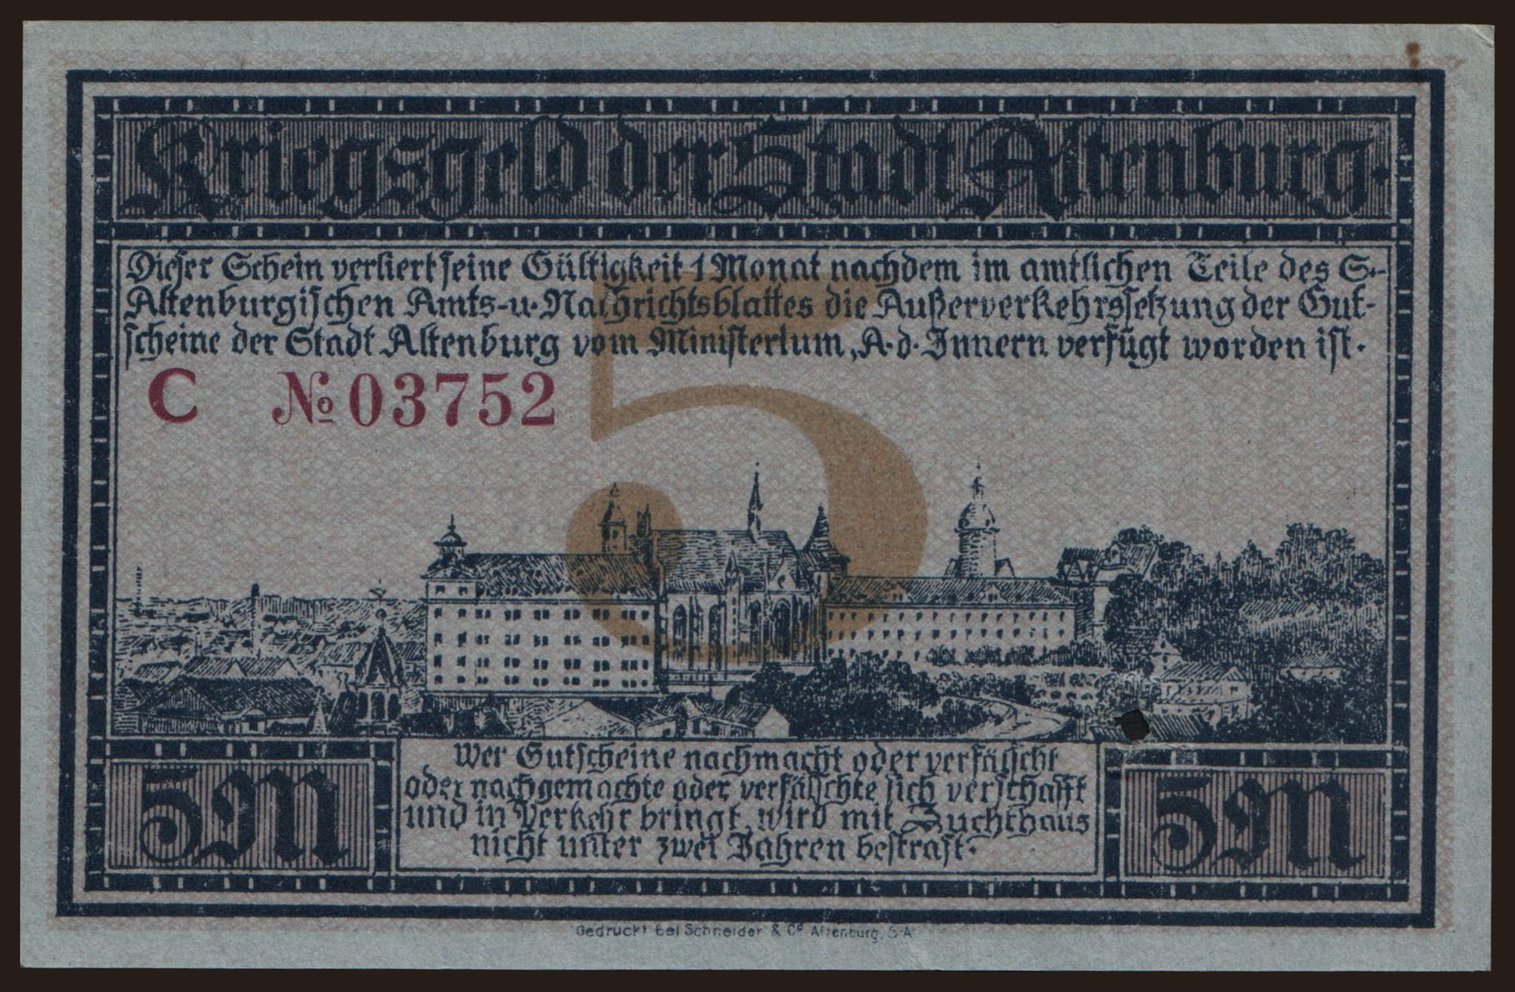 Kriegsgeld der Stadt Altenburg.
Dieser Schein verliert seine Gültigkeit 1 Monat nachdem im amtlichen Teile des S.-
Altenburgischen Amts-u. Nachrichtsblattes die Außerverkehrssetzung der Gut-
scheine der Stadt Altenburg vom Ministerium, A.d. Innern verfügt worden ist.
C № 03752
5
Wer Gutscheine nachmacht oder verfälscht
oder nachgemachte oder verfälschte sich verschafft
und in Verkehr bringt, wird mit Zuchthaus
nicht unter zwei Jahren bestraft.
5M 5M
Gedruckt bei Schneider & Co Altenburg, S-A